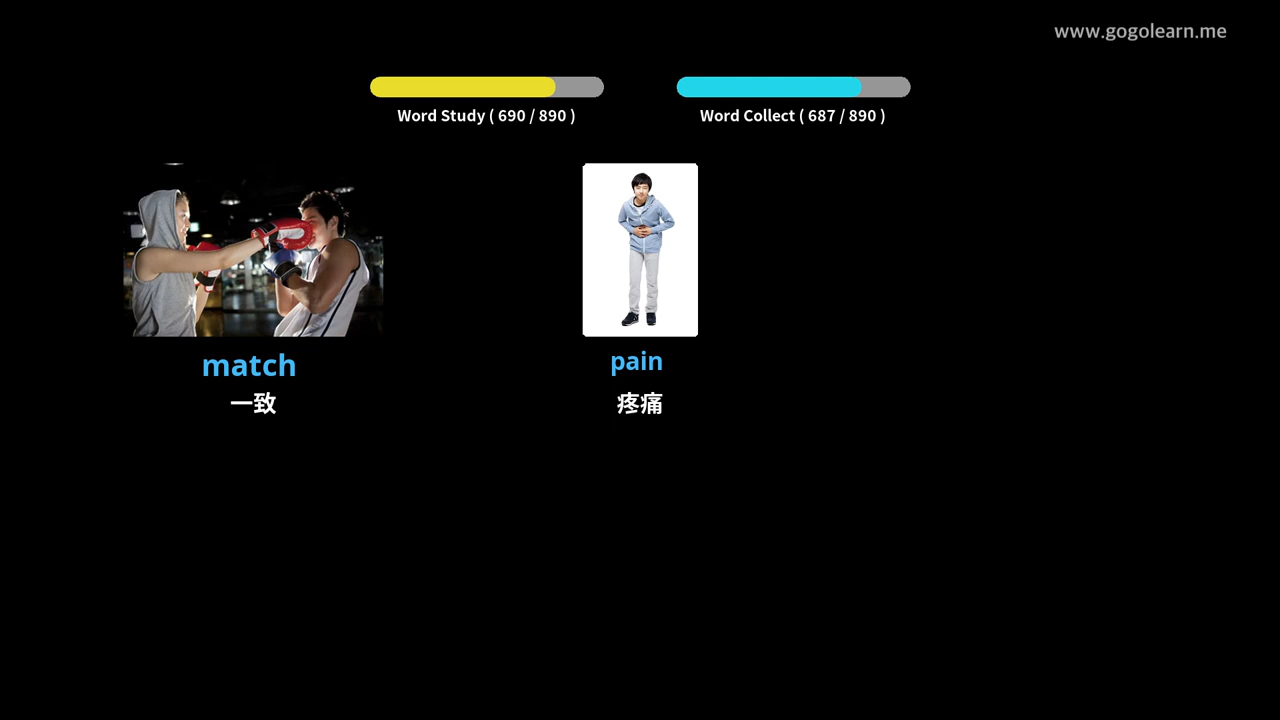 www.gogolearn.me
Word Study ( 690 / 890 )
Word Collect ( 687 / 890 )
match
一致
pain
疼痛